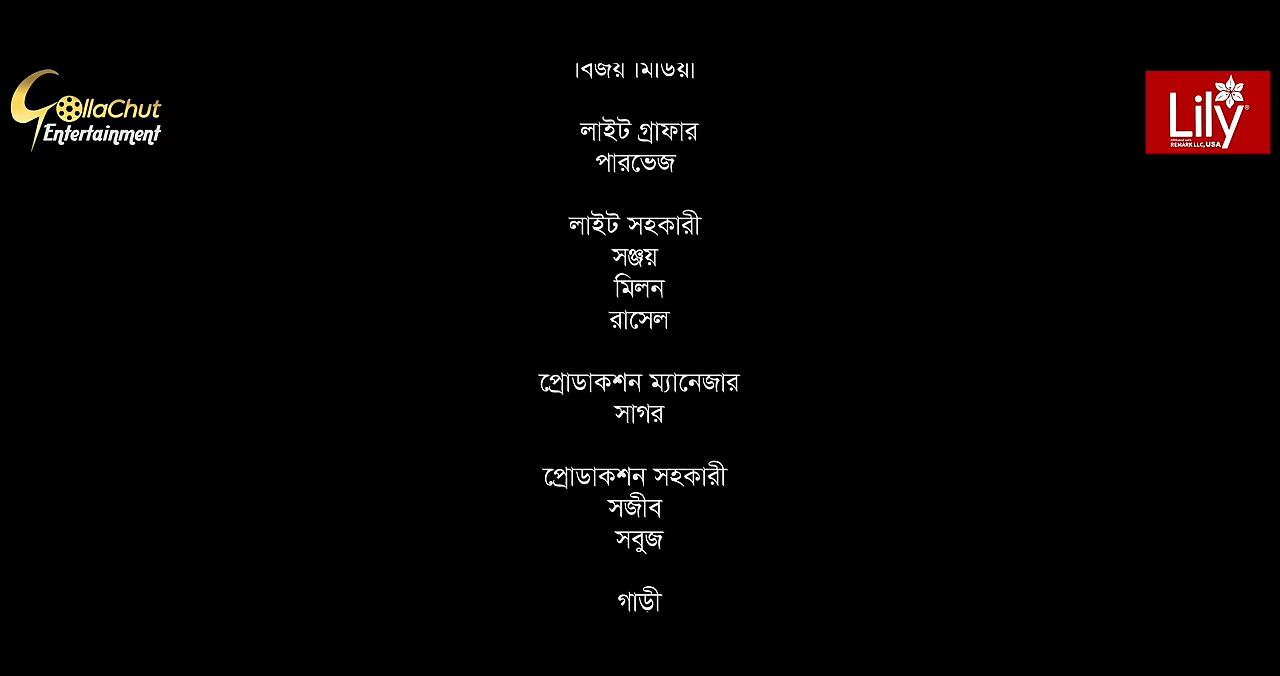 বিজয় মিডিয়া
GollaChut
Entertainment
Lily®
REMARK LLC, USA
লাইট গ্রাফার
পারভেজ
লাইট সহকারী
সঞ্জয়
মিলন
রাসেল
প্রোডাকশন ম্যানেজার
সাগর
প্রোডাকশন সহকারী
সজীব
সবুজ
গাড়ী